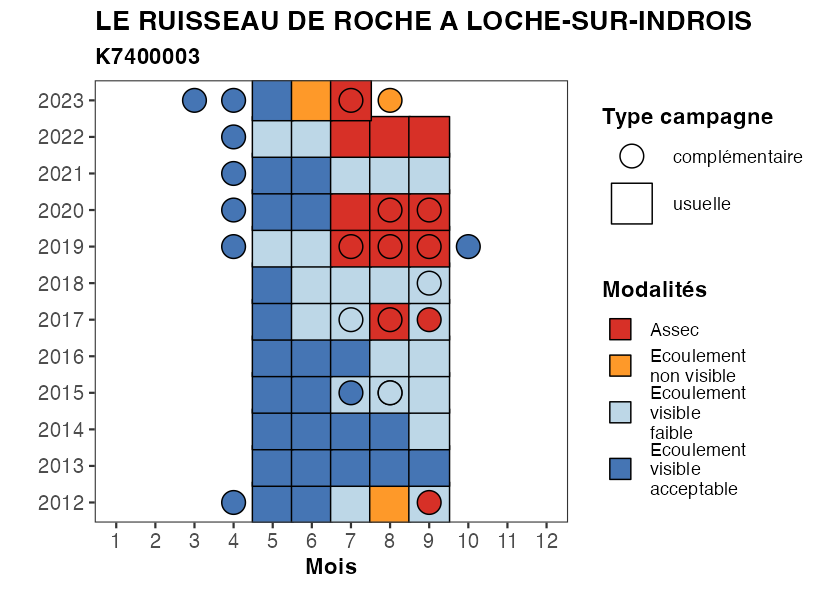 LE RUISSEAU DE ROCHE A LOCHE-SUR-INDROIS
K7400003
2023
2022
2021
2020
2019
2018
2017
2016
2015
2014
2013
2012
1 2 3 4 5 6 7 8 9 10 11 12
Mois
Type campagne
complémentaire
usuelle
Modalités
Assec
Ecoulement
non visible
Ecoulement
visible
faible
Ecoulement
visible
acceptable